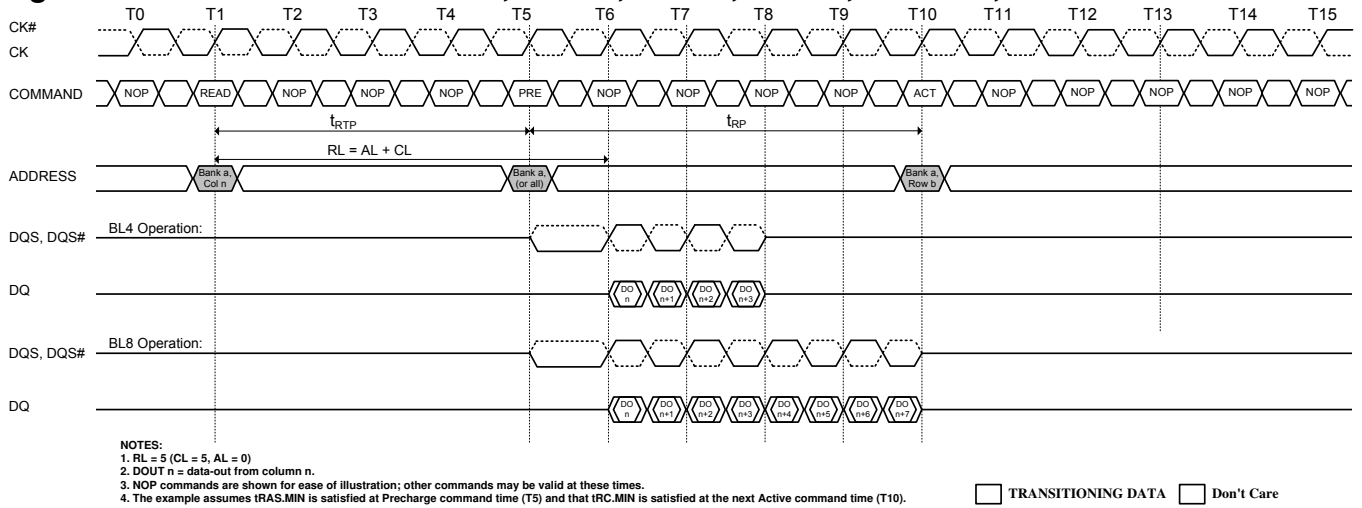 T0 T1 T2 T3 T4 T5 T6 T7 T8 T9 T10 T11 T12 T13 T14 T15
CK#
CK
COMMAND NOP READ NOP NOP NOP PRE NOP NOP NOP NOP ACT NOP NOP NOP NOP NOP
tRTP tRP
RL = AL + CL
ADDRESS Bank a, Col n Bank a, (or all) Bank a, Row b
BL4 Operation:
DQS, DQS#
DQ DO n DO n+1 DO n+2 DO n+3
BL8 Operation:
DQS, DQS#
DQ DO n DO n+1 DO n+2 DO n+3 DO n+4 DO n+5 DO n+6 DO n+7
NOTES:
1. RL = 5 (CL = 5, AL = 0)
2. DOUT n = data-out from column n.
3. NOP commands are shown for ease of illustration; other commands may be valid at these times.
4. The example assumes tRAS.MIN is satisfied at Precharge command time (T5) and that tRC.MIN is satisfied at the next Active command time (T10).
TRANSITIONING DATA Don't Care